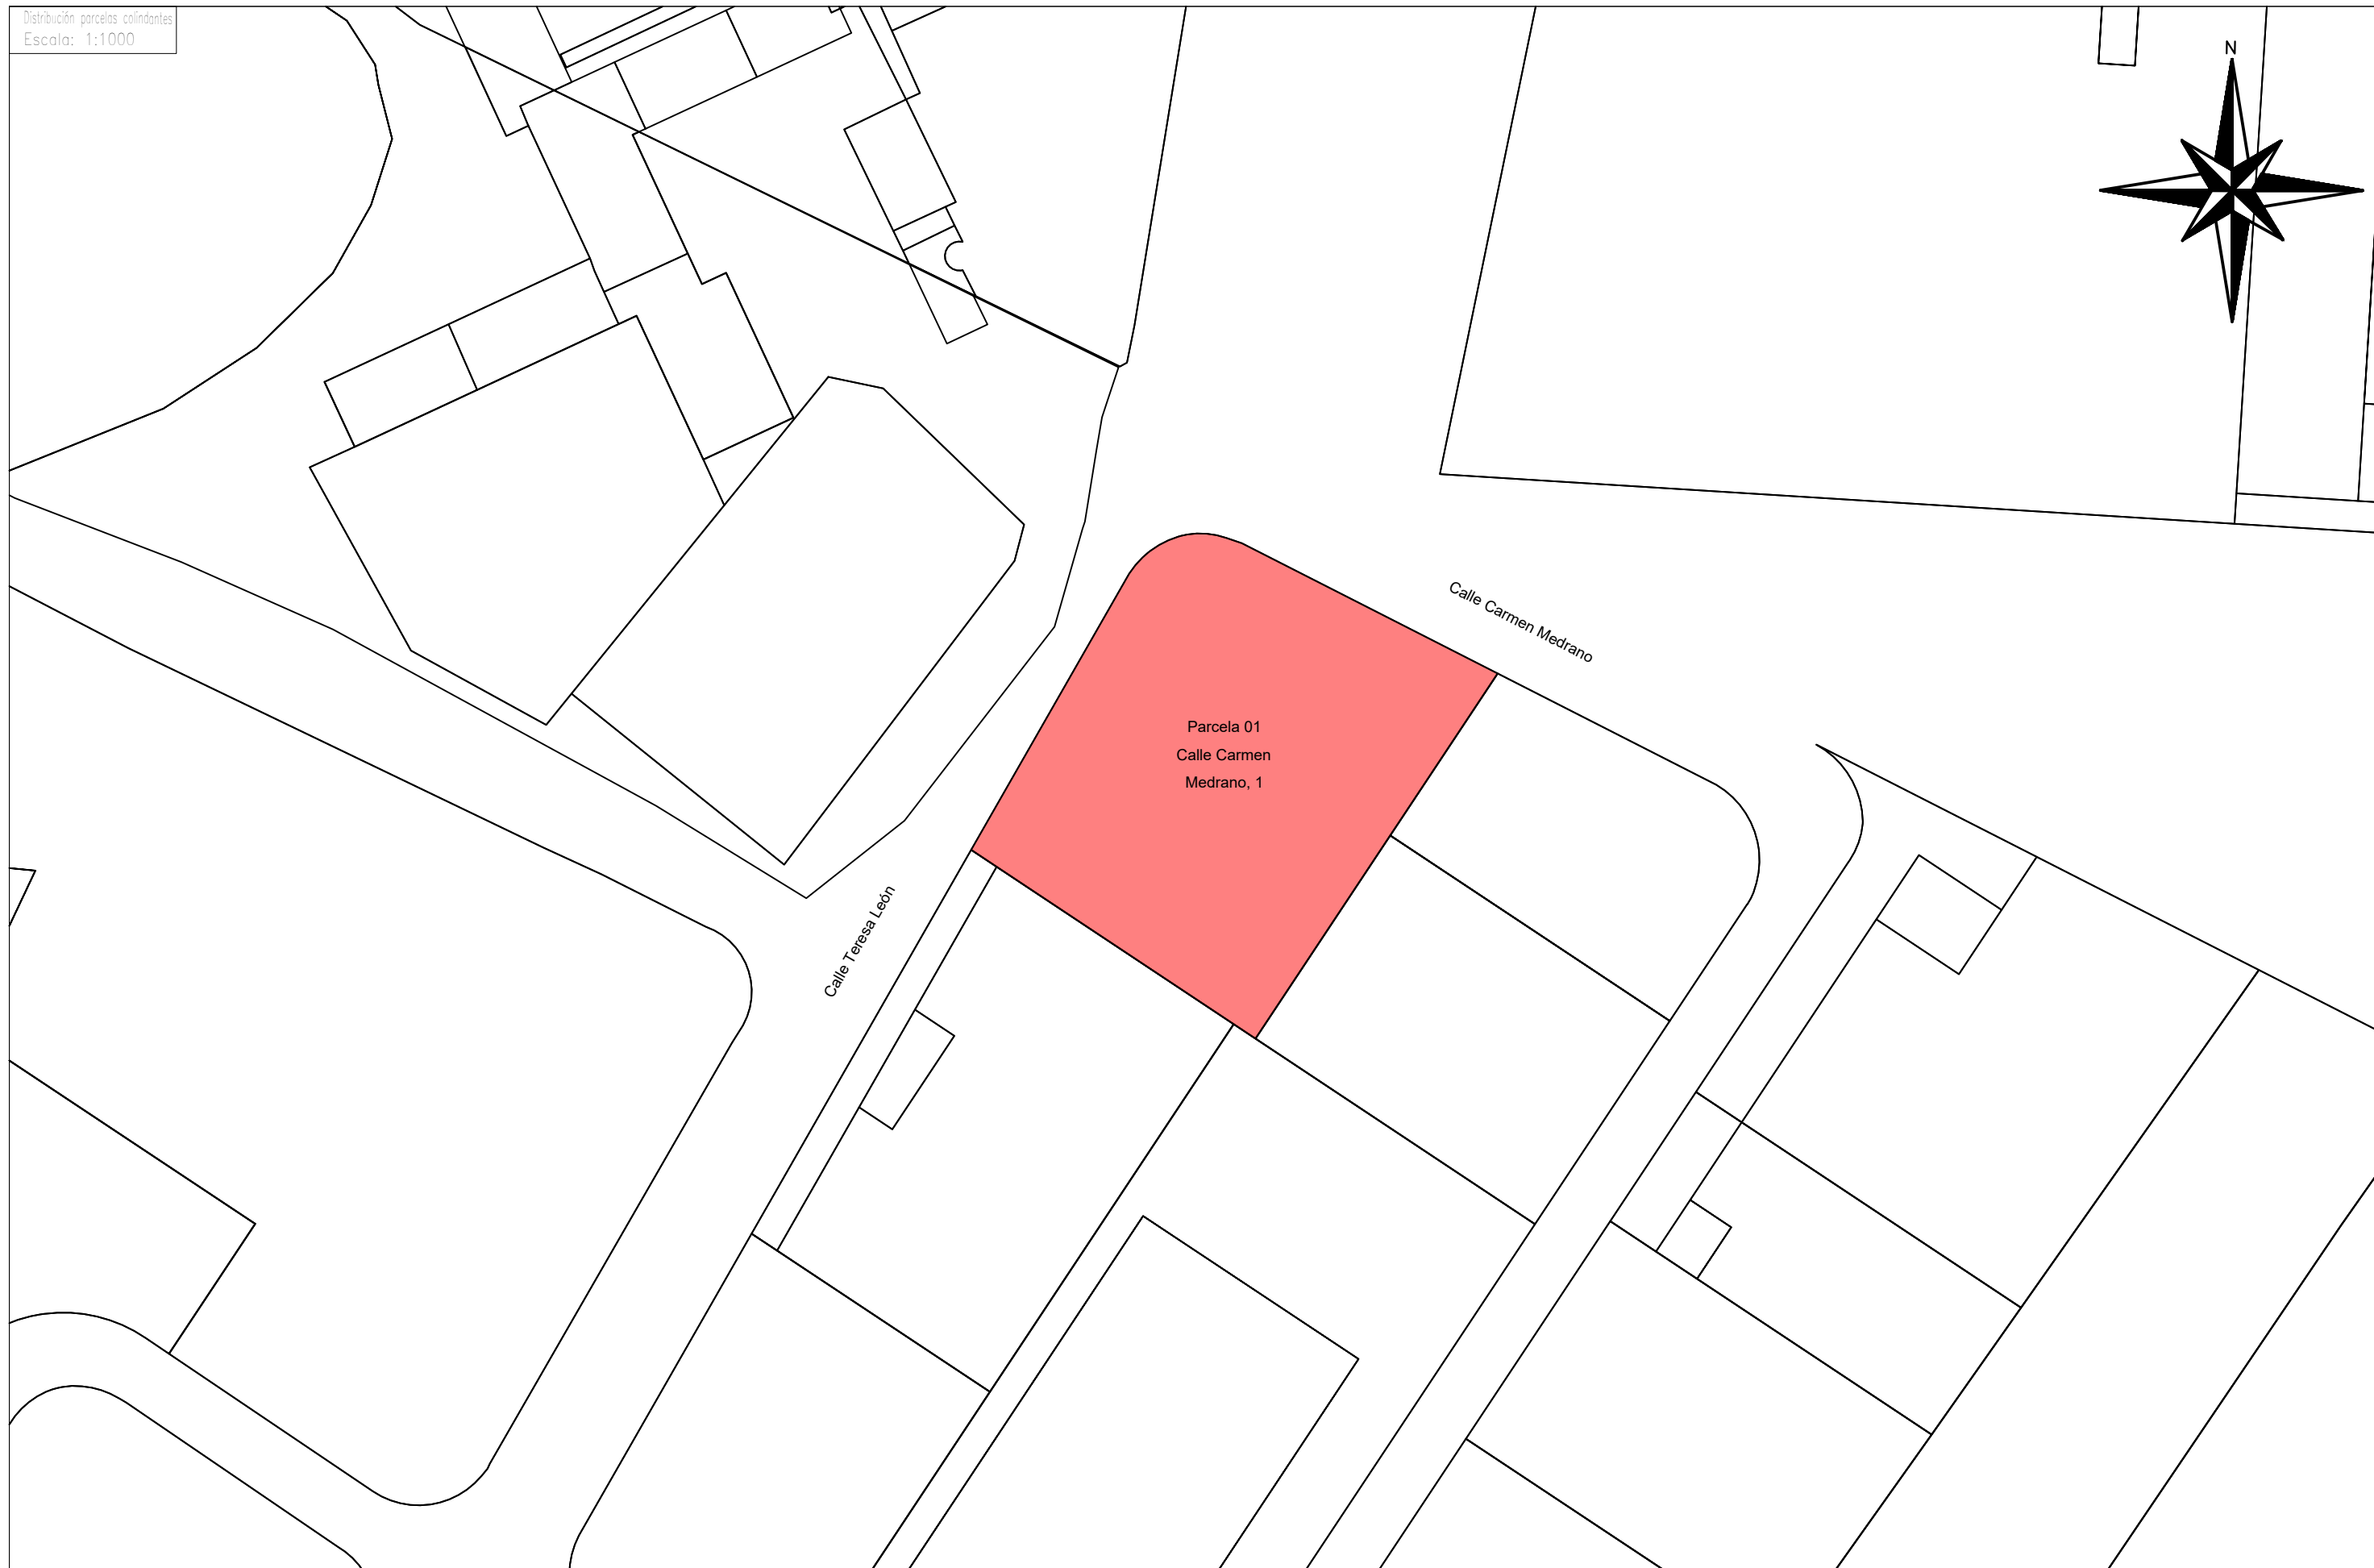 Distribución parcelas colindantes
Escala: 1:1000
N
Calle Carmen Medrano
Parcela 01
Calle Carmen
Medrano, 1
Calle Teresa León